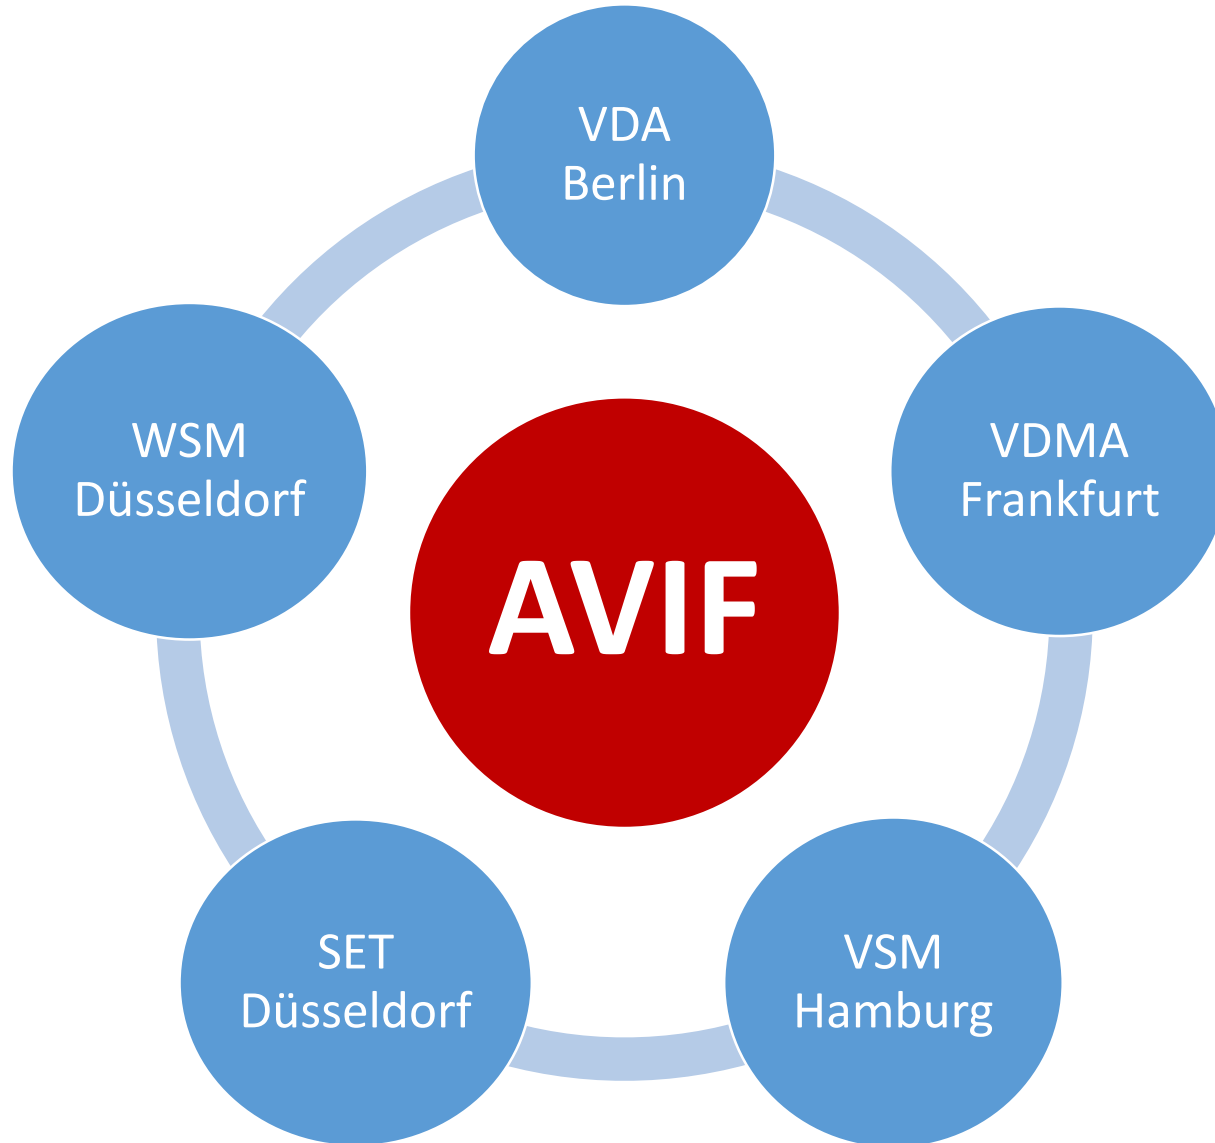 VDA
Berlin
VDMA
Frankfurt
VSM
Hamburg
SET
Düsseldorf
WSM
Düsseldorf
AVIF